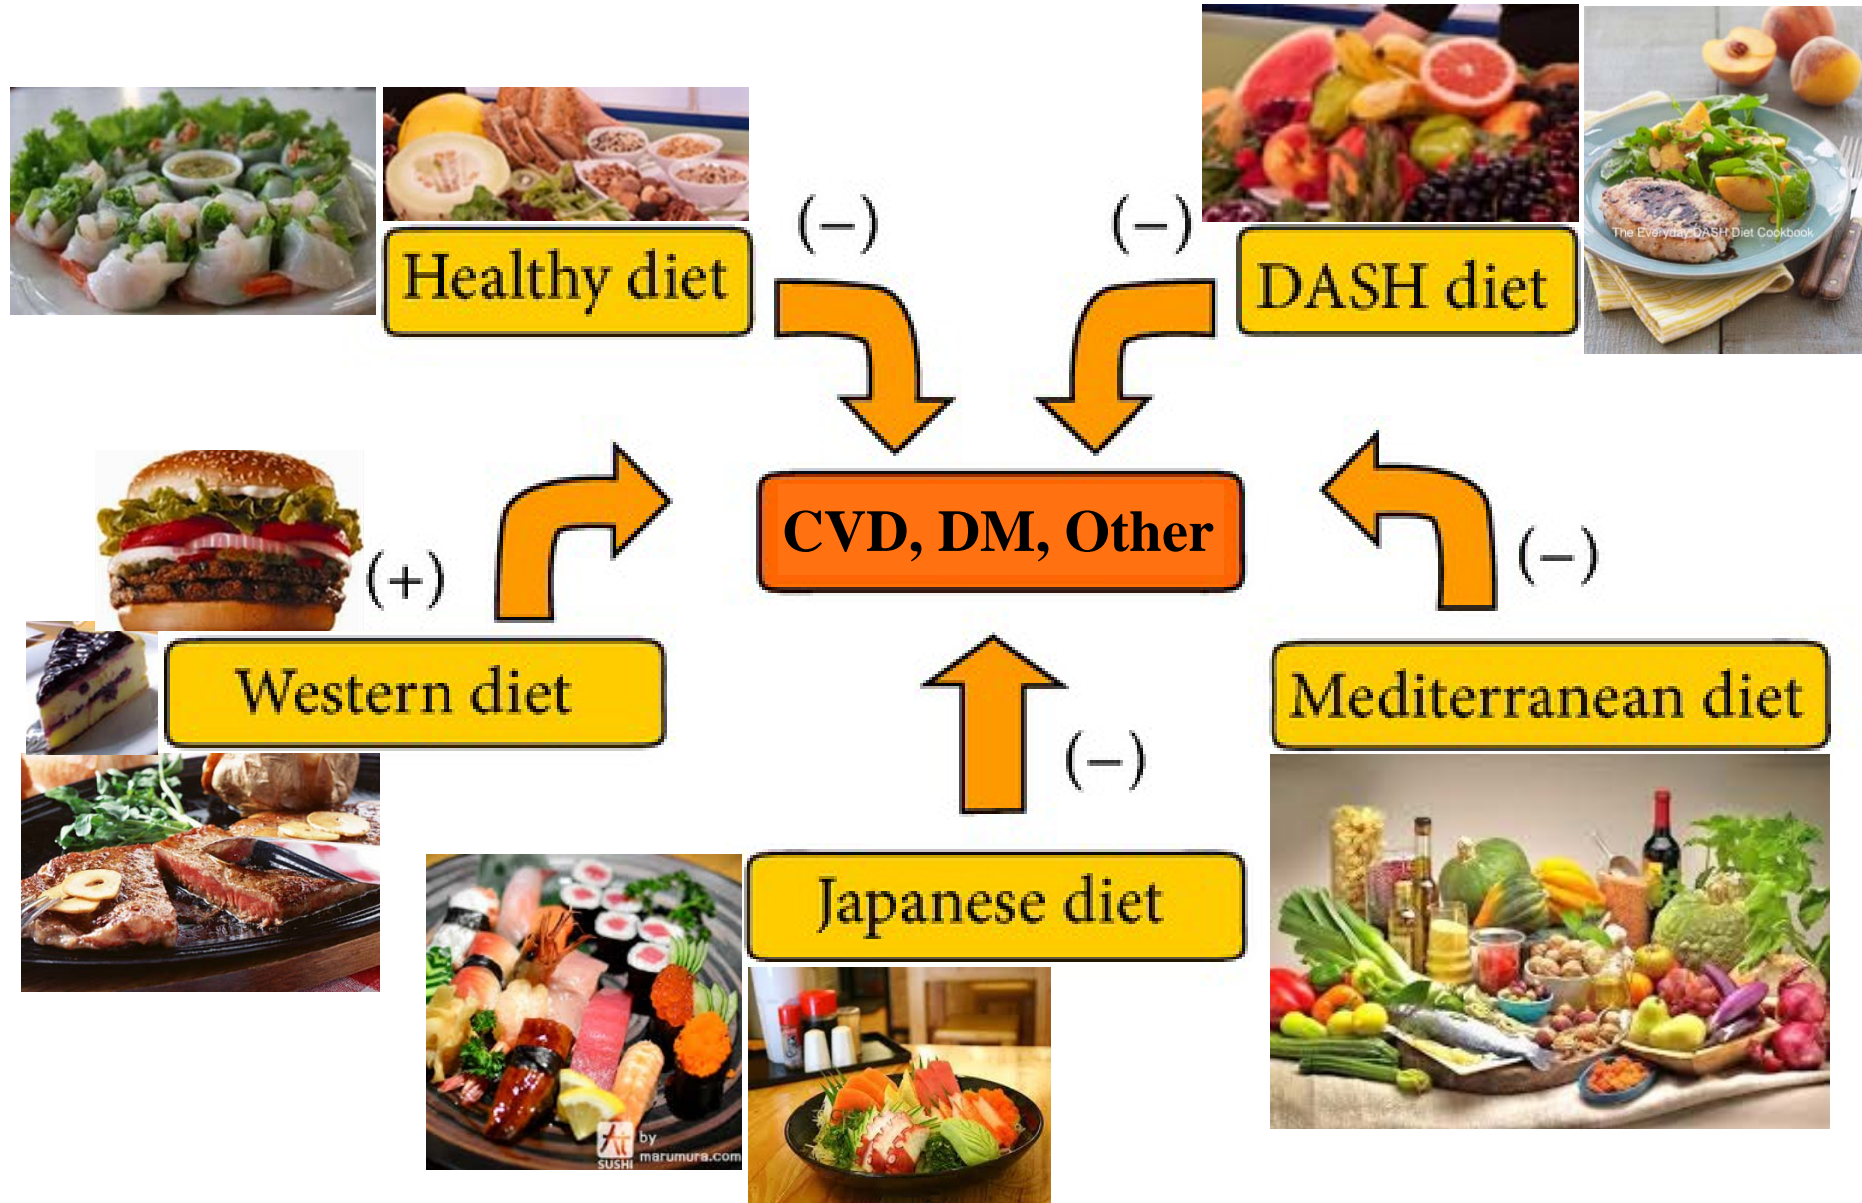 (−)
(−)
The Everyday DASH Diet Cookbook
Healthy diet
DASH diet
CVD, DM, Other
(+)
(−)
Western diet
Mediterranean diet
(−)
Japanese diet
Ai
SUSHI
by
marumura.com